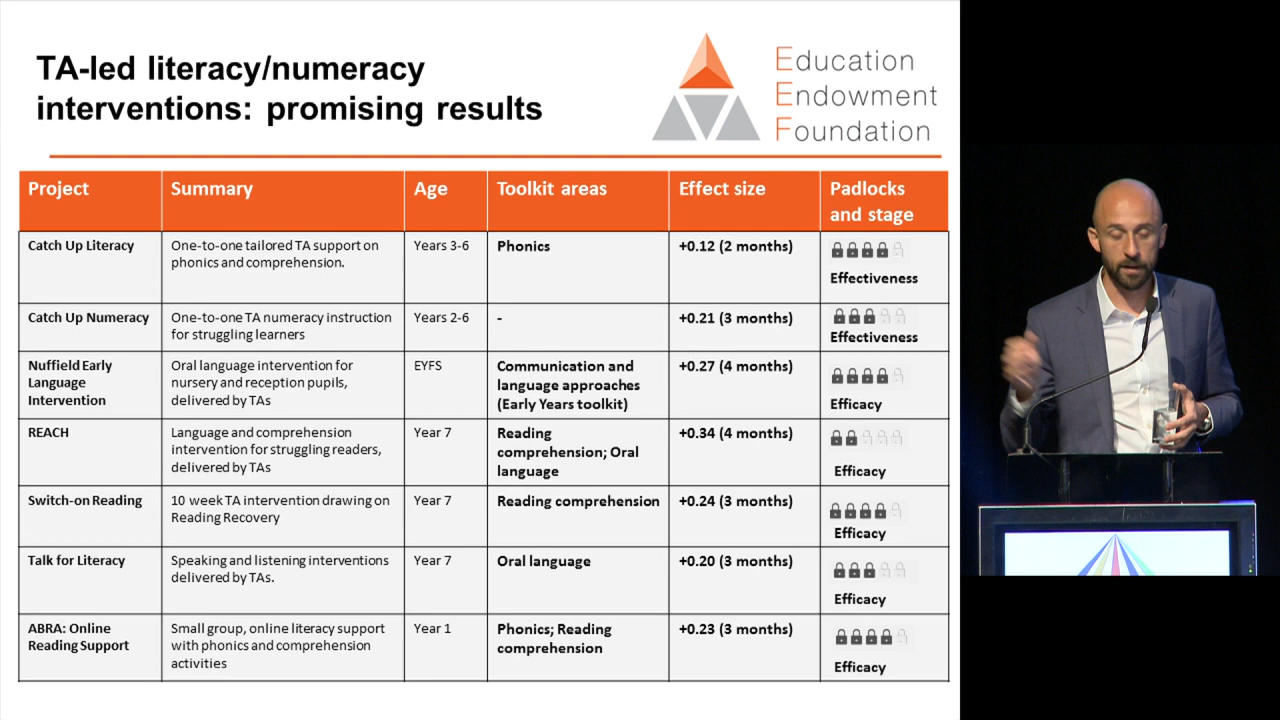 TA-led literacy/numeracy
interventions: promising results
Education
Endowment
Foundation
Project
Summary
Age
Toolkit areas
Effect size
Padlocks
and stage
Catch Up Literacy
One-to-one tailored TA support on
phonics and comprehension.
Years 3-6
Phonics
+0.12 (2 months)
Effectiveness
Catch Up Numeracy
One-to-one TA numeracy instruction
for struggling learners
Years 2-6
-
+0.21 (3 months)
Effectiveness
Nuffield Early
Language
Intervention
Oral language intervention for
nursery and reception pupils,
delivered by TAs
EYFS
Communication and
language approaches
(Early Years toolkit)
+0.27 (4 months)
Efficacy
REACH
Language and comprehension
intervention for struggling readers,
delivered by TAs
Year 7
Reading
comprehension; Oral
language
+0.34 (4 months)
Efficacy
Switch-on Reading
10 week TA intervention drawing on
Reading Recovery
Year 7
Reading comprehension
+0.24 (3 months)
Efficacy
Talk for Literacy
Speaking and listening interventions
delivered by TAs.
Year 7
Oral language
+0.20 (3 months)
Efficacy
ABRA: Online
Reading Support
Small group, online literacy support
with phonics and comprehension
activities
Year 1
Phonics; Reading
comprehension
+0.23 (3 months)
Efficacy